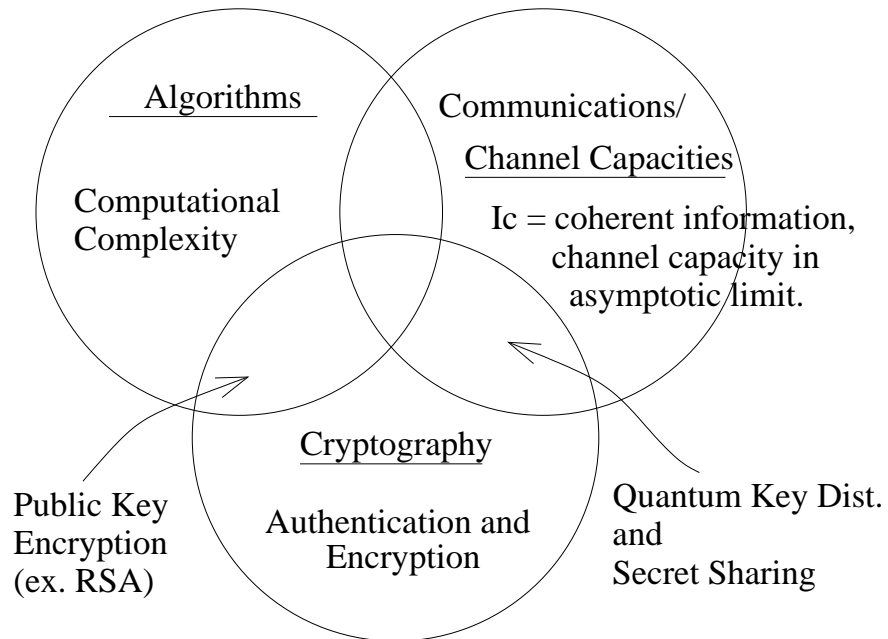 Algorithms
Computational
Complexity
Communications/
Channel Capacities
Ic = coherent information,
channel capacity in
asymptotic limit.
Cryptography
Authentication and
Encryption
Public Key
Encryption
(ex. RSA)
Quantum Key Dist.
and
Secret Sharing